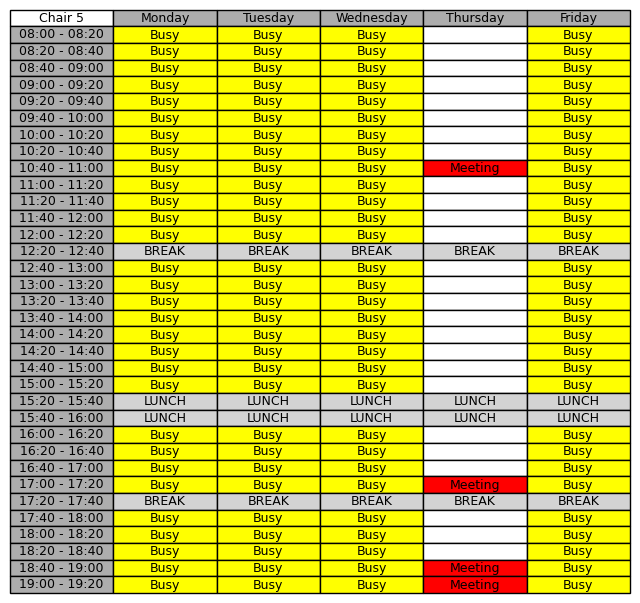 Chair 5 Monday Tuesday Wednesday Thursday Friday
08:00 - 08:20 Busy Busy Busy Busy
08:20 - 08:40 Busy Busy Busy Busy
08:40 - 09:00 Busy Busy Busy Busy
09:00 - 09:20 Busy Busy Busy Busy
09:20 - 09:40 Busy Busy Busy Busy
09:40 - 10:00 Busy Busy Busy Busy
10:00 - 10:20 Busy Busy Busy Busy
10:20 - 10:40 Busy Busy Busy Busy
10:40 - 11:00 Busy Busy Busy Meeting Busy
11:00 - 11:20 Busy Busy Busy Busy
11:20 - 11:40 Busy Busy Busy Busy
11:40 - 12:00 Busy Busy Busy Busy
12:00 - 12:20 Busy Busy Busy Busy
12:20 - 12:40 BREAK BREAK BREAK BREAK BREAK
12:40 - 13:00 Busy Busy Busy Busy
13:00 - 13:20 Busy Busy Busy Busy
13:20 - 13:40 Busy Busy Busy Busy
13:40 - 14:00 Busy Busy Busy Busy
14:00 - 14:20 Busy Busy Busy Busy
14:20 - 14:40 Busy Busy Busy Busy
14:40 - 15:00 Busy Busy Busy Busy
15:00 - 15:20 Busy Busy Busy Busy
15:20 - 15:40 LUNCH LUNCH LUNCH LUNCH LUNCH
15:40 - 16:00 LUNCH LUNCH LUNCH LUNCH LUNCH
16:00 - 16:20 Busy Busy Busy Busy
16:20 - 16:40 Busy Busy Busy Busy
16:40 - 17:00 Busy Busy Busy Busy
17:00 - 17:20 Busy Busy Busy Meeting Busy
17:20 - 17:40 BREAK BREAK BREAK BREAK BREAK
17:40 - 18:00 Busy Busy Busy Busy
18:00 - 18:20 Busy Busy Busy Busy
18:20 - 18:40 Busy Busy Busy Busy
18:40 - 19:00 Busy Busy Busy Meeting Busy
19:00 - 19:20 Busy Busy Busy Meeting Busy